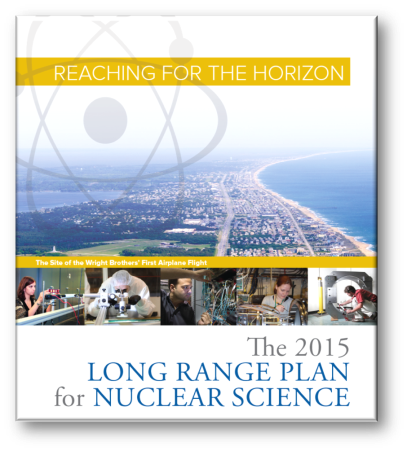 REACHING FOR THE HORIZON
The Site of the Wright Brothers' First Airplane Flight
The 2015
LONG RANGE PLAN
for NUCLEAR SCIENCE